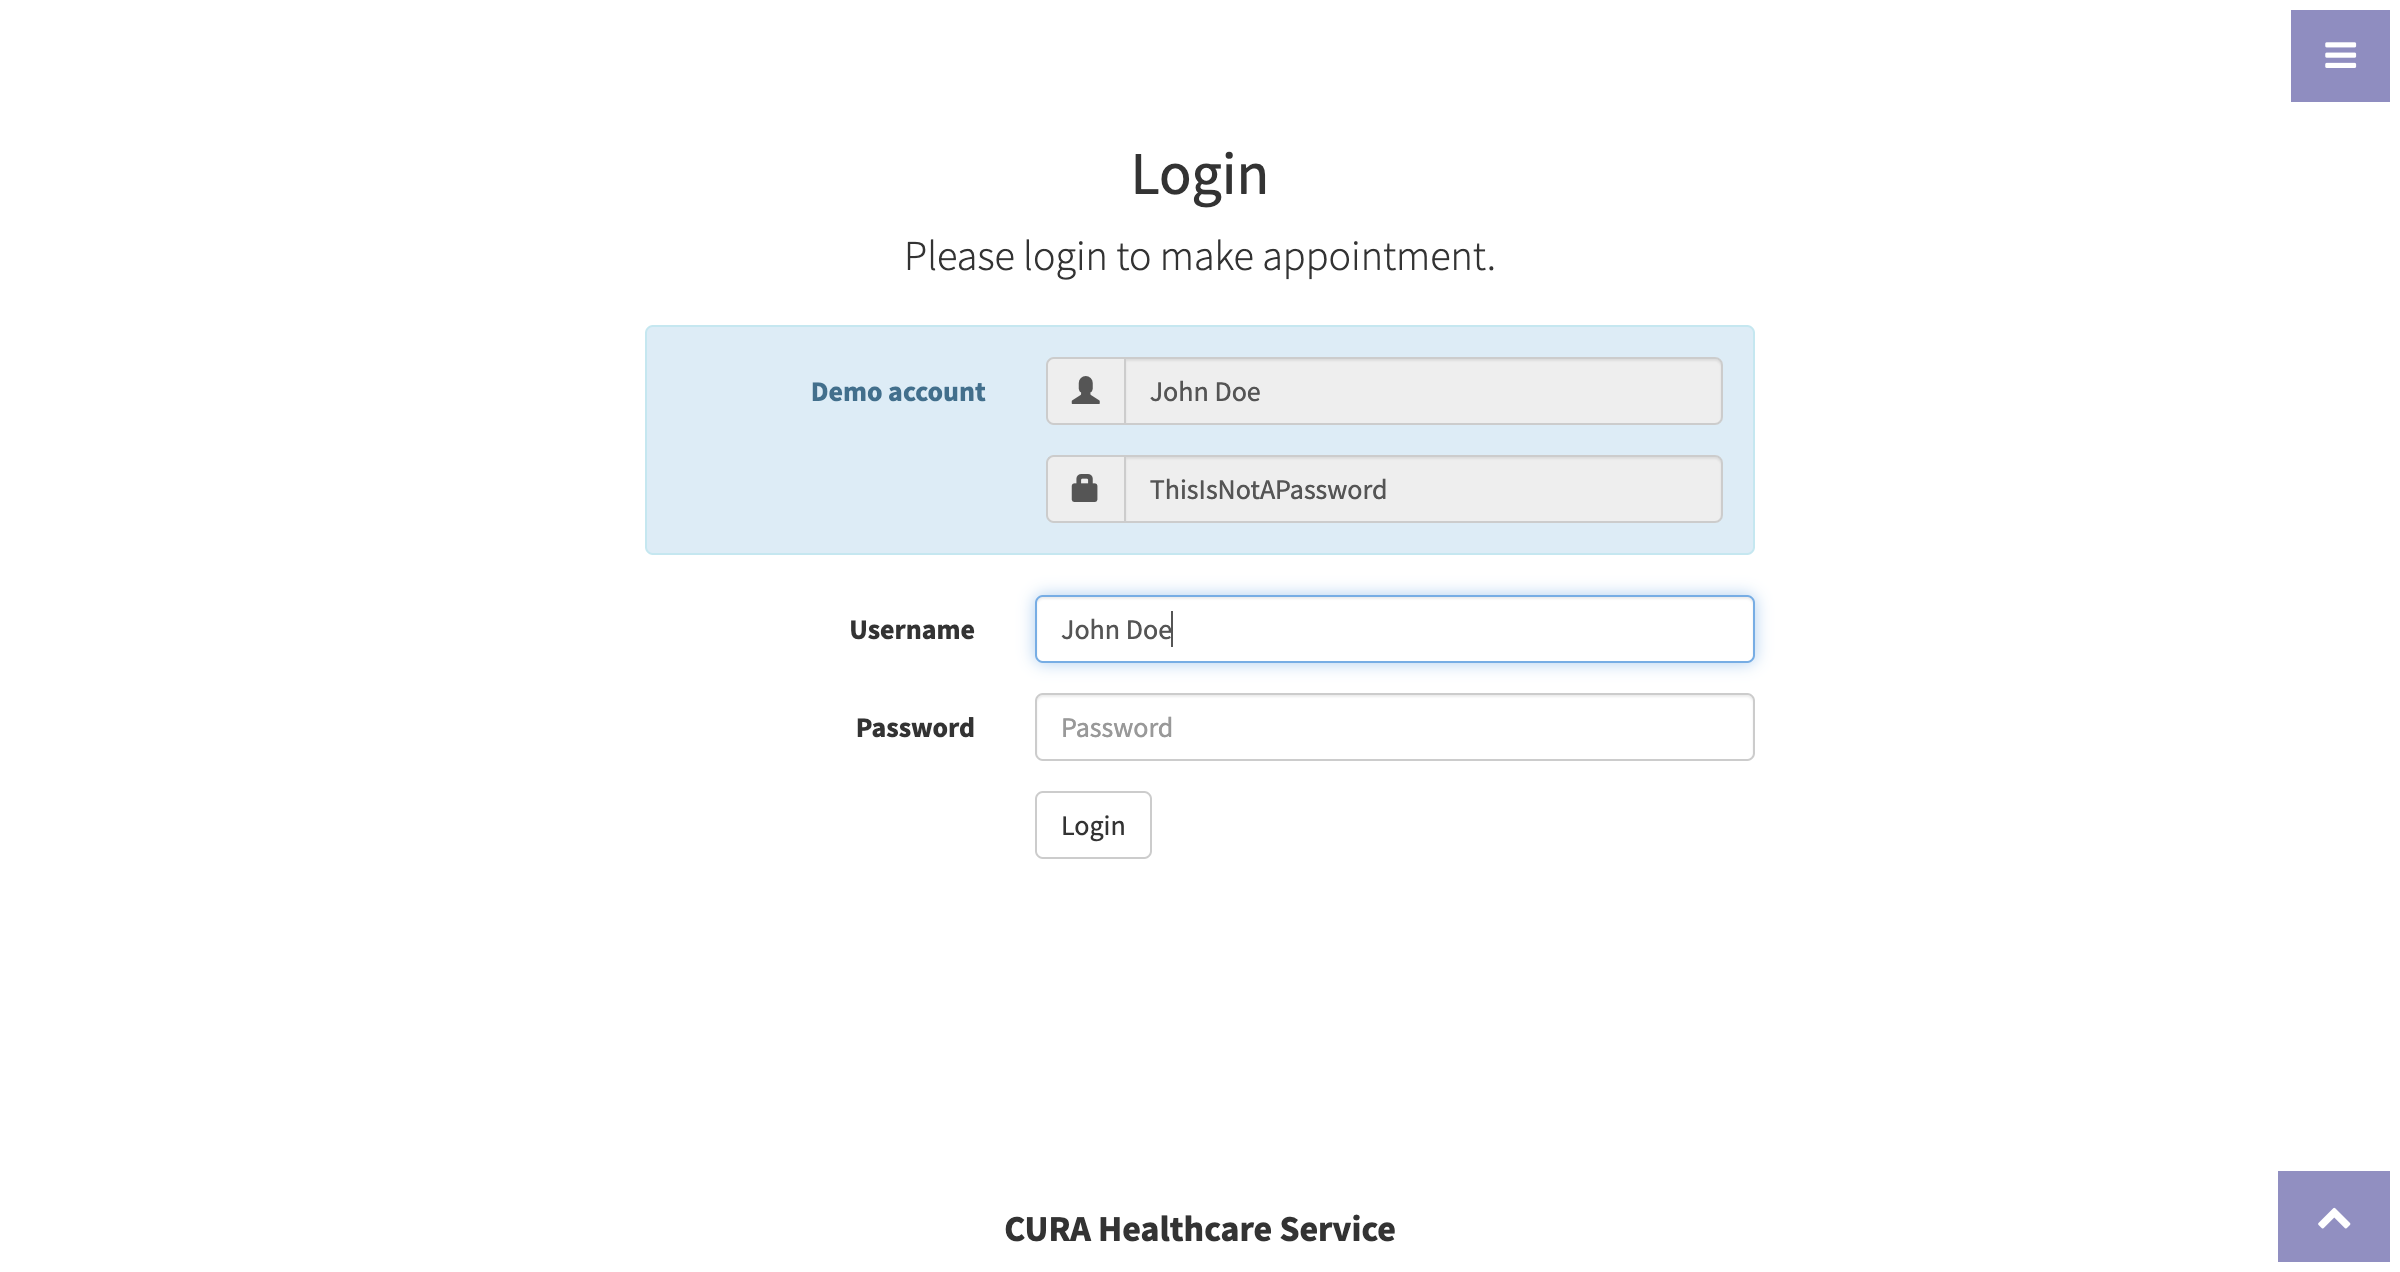 Login
Please login to make appointment.
Demo account
John Doe
ThisIsNotAPassword
Username
John Doe
Password
Password
Login
CURA Healthcare Service